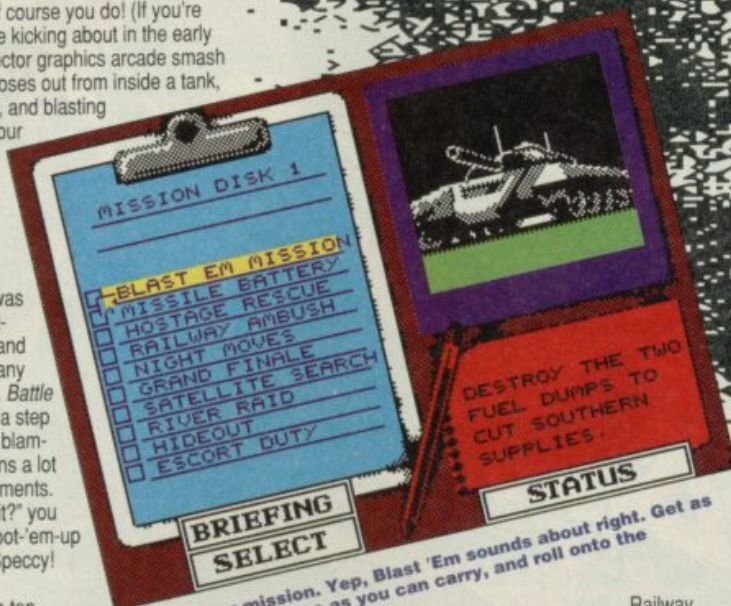 f course you do! (If you're
e kicking about in the early
ector graphics arcade smash
oses out from inside a tank,
, and blasting
our
was
and
any
Battle
a step
blam-
ns a lot
ments.
it?" you
oot-'em-up
Speccy!
MISSION DISK 1
BLAST EM MISSION
MISSILE BATTERY
HOSTAGE RESCUE
RAILWAY AMBUSH
NIGHT MOVES
GRAND FINALE
SATELLITE SEARCH
RIVER RAID
HIDEOUT
ESCORT DUTY
BRIEFING
SELECT
DESTROY THE TWO
FUEL DUMPS TO
CUT SOUTHERN
SUPPLIES.
STATUS
mission. Yep, Blast 'Em sounds about right. Get as
as you can carry, and roll onto the
Railway